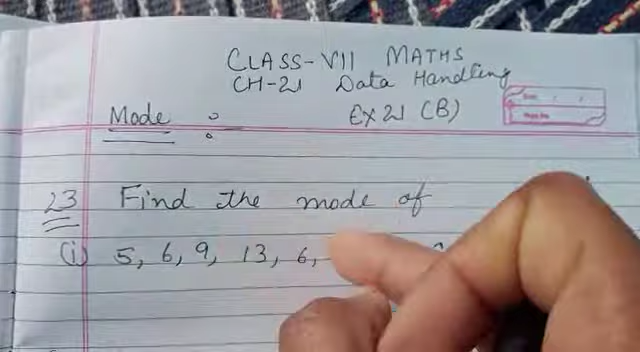 CLASS-VII MATHS
CH-21 Data Handling
Mode : Ex 21 (B)
23 Find the mode of
(i) 5, 6, 9, 13, 6,